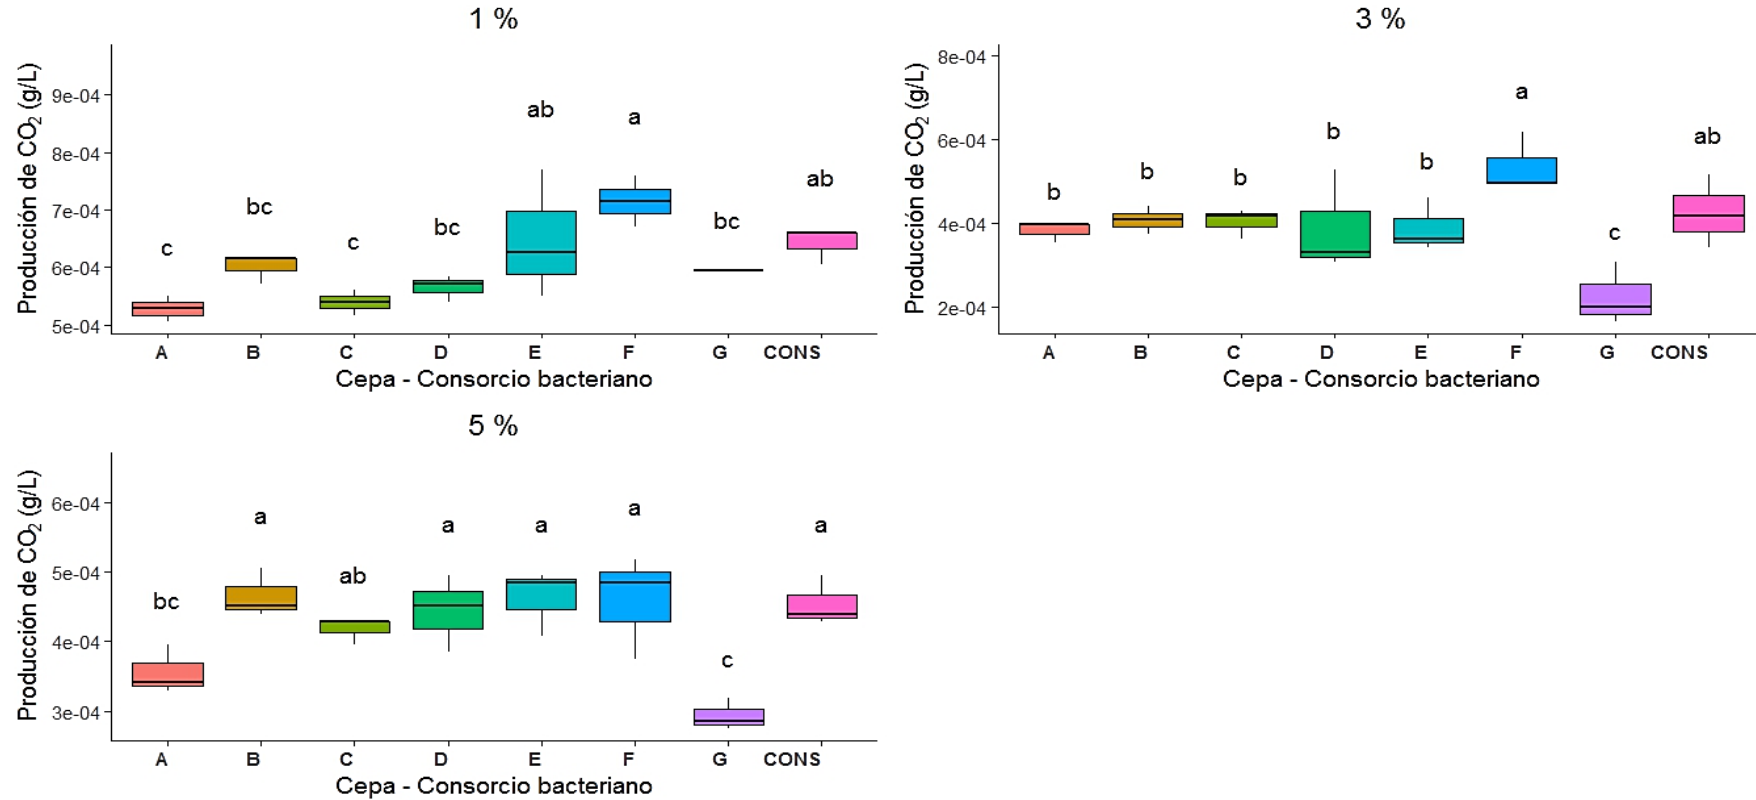 1 %
Producción de CO2 (g/L)
9e-04
8e-04
7e-04
6e-04
5e-04
c
bc
c
bc
ab
a
bc
ab
A B C D E F G CONS
Cepa - Consorcio bacteriano
3 %
Producción de CO2 (g/L)
8e-04
6e-04
4e-04
2e-04
b
b
b
b
b
a
c
ab
A B C D E F G CONS
Cepa - Consorcio bacteriano
5 %
Producción de CO2 (g/L)
6e-04
5e-04
4e-04
3e-04
bc
a
ab
a
a
a
c
a
A B C D E F G CONS
Cepa - Consorcio bacteriano